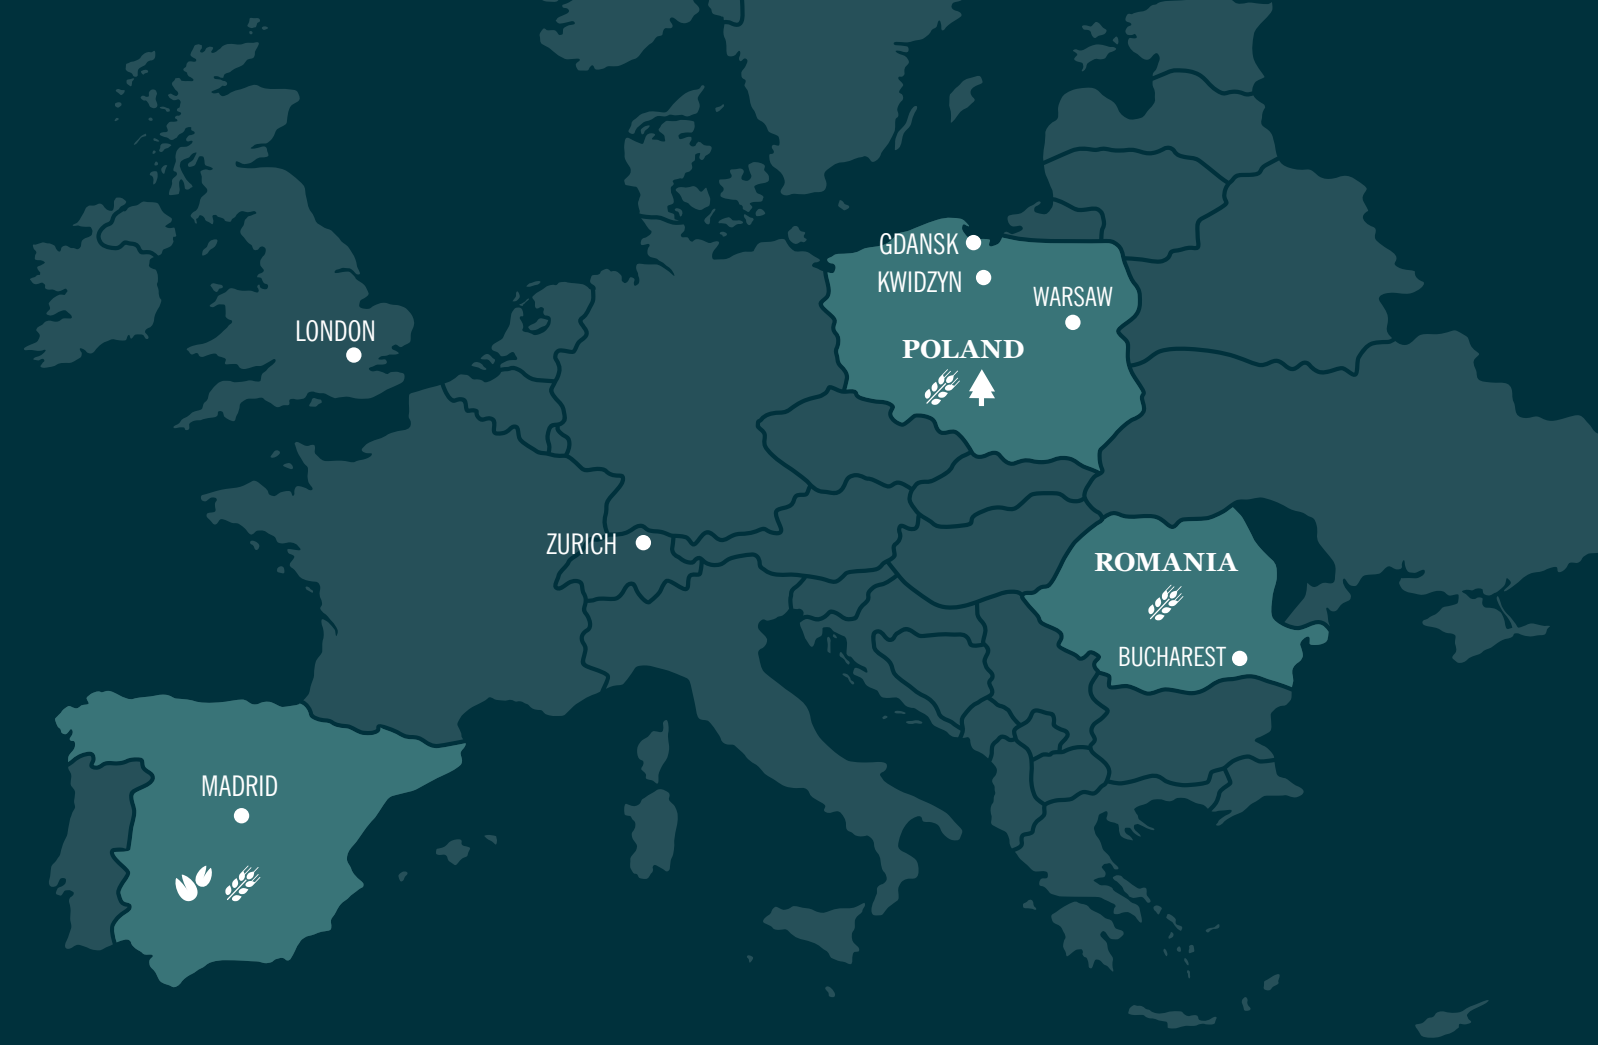 GDANSK
KWIDZYN
WARSAW
LONDON
POLAND
ZURICH
ROMANIA
BUCHAREST
MADRID